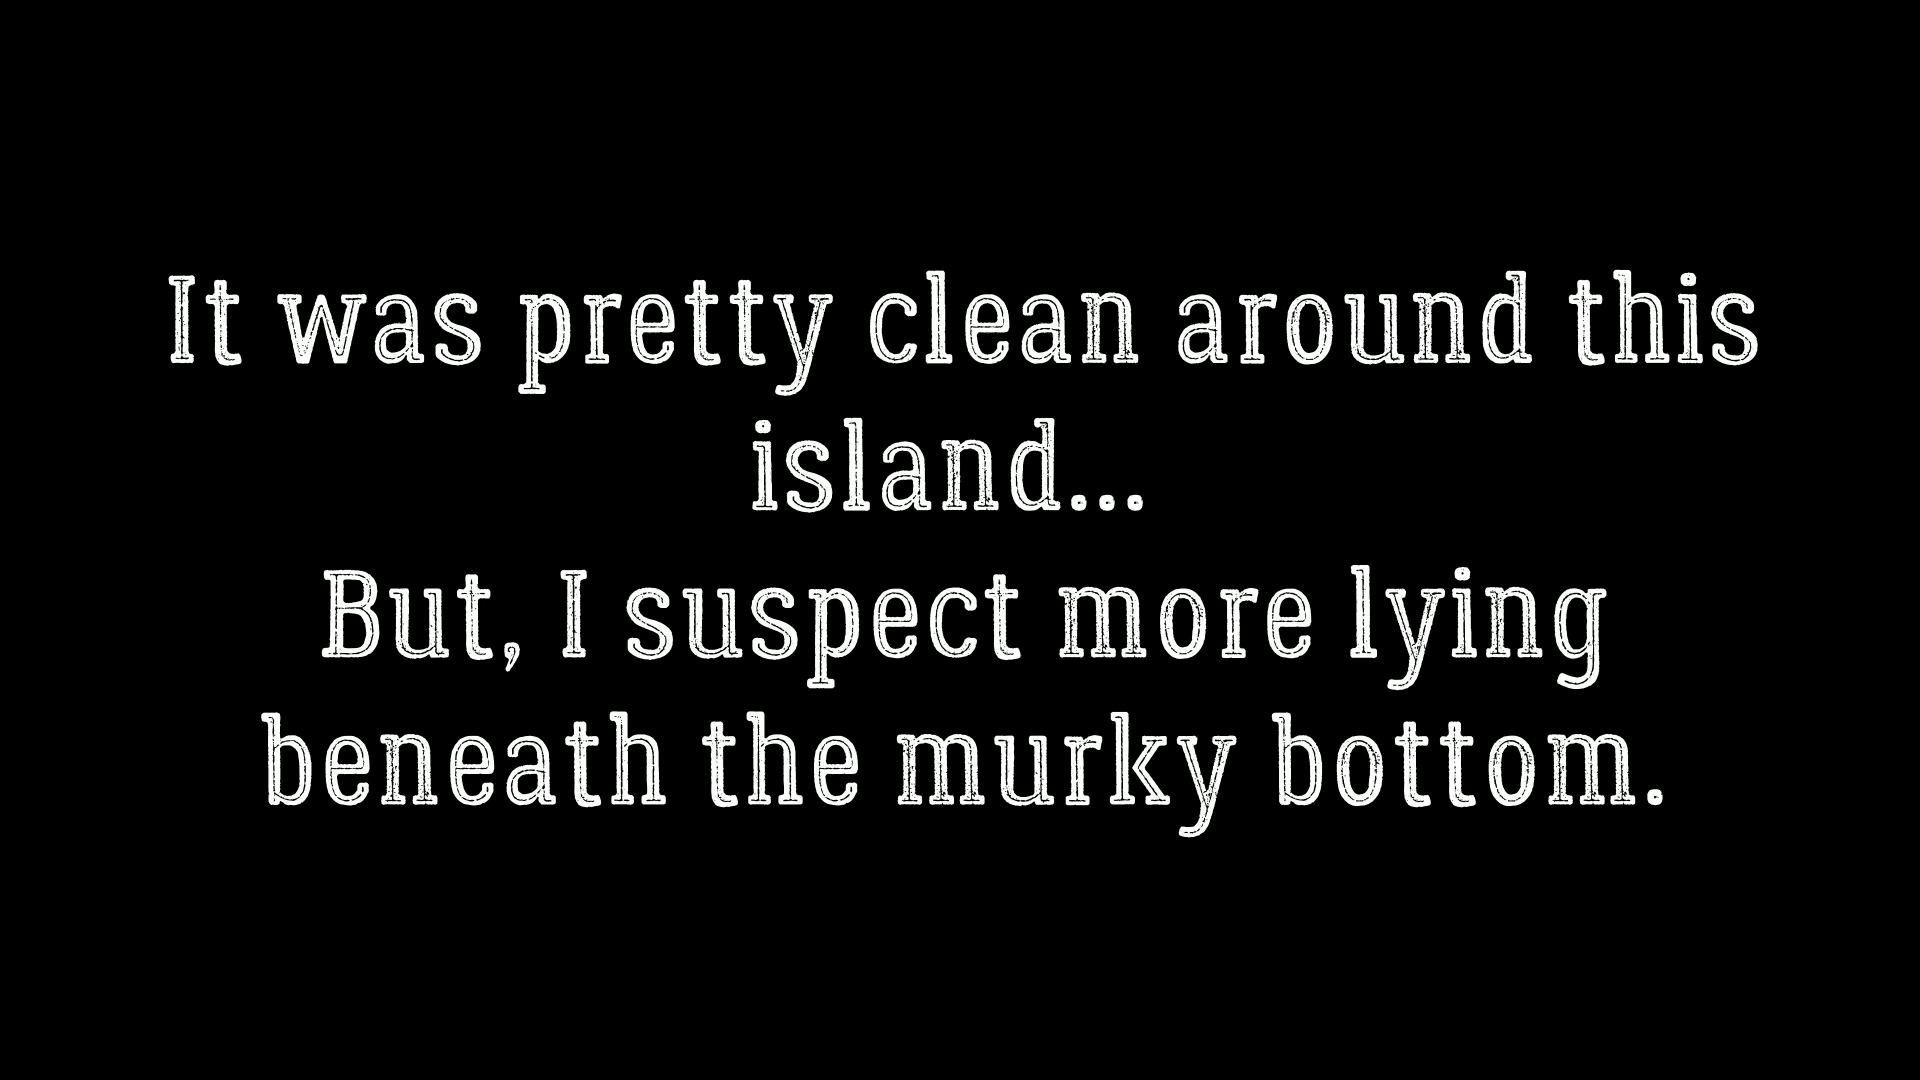 It was pretty clean around this
island...
But, I suspect more lying
beneath the murky bottom.